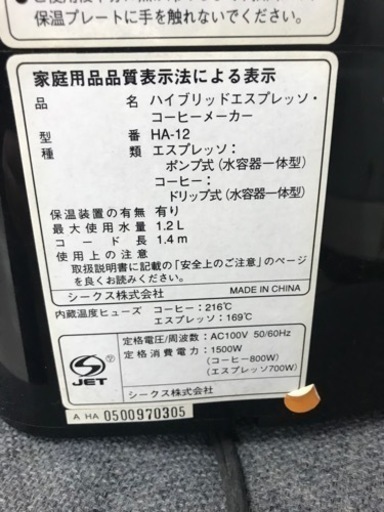 保温プレートに手を触れないでください。
家庭用品品質表示法による表示
品 名 ハイブリッドエスプレッソ・
コーヒーメーカー
型 番 HA-12
種 類 エスプレッソ：
ポンプ式（水容器一体型）
コーヒー：
ドリップ式（水容器一体型）
保温装置の有無 有り
最大使用水量 1.2L
コード長 1.4m
使用上の注意
取扱説明書に記載の「安全上のご注意」のページ
を良くお読みください。
シークス株式会社 MADE IN CHINA
内蔵温度ヒューズ コーヒー：216℃
エスプレッソ：169℃
定格電圧/周波数：AC100V 50/60Hz
定格消費電力：1500W
（コーヒー800W）
（エスプレッソ700W）
JET
A HA 0500970305